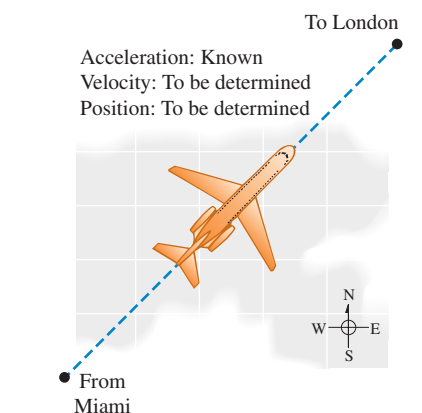 To London
Acceleration: Known
Velocity: To be determined
Position: To be determined
N
W E
S
From
Miami